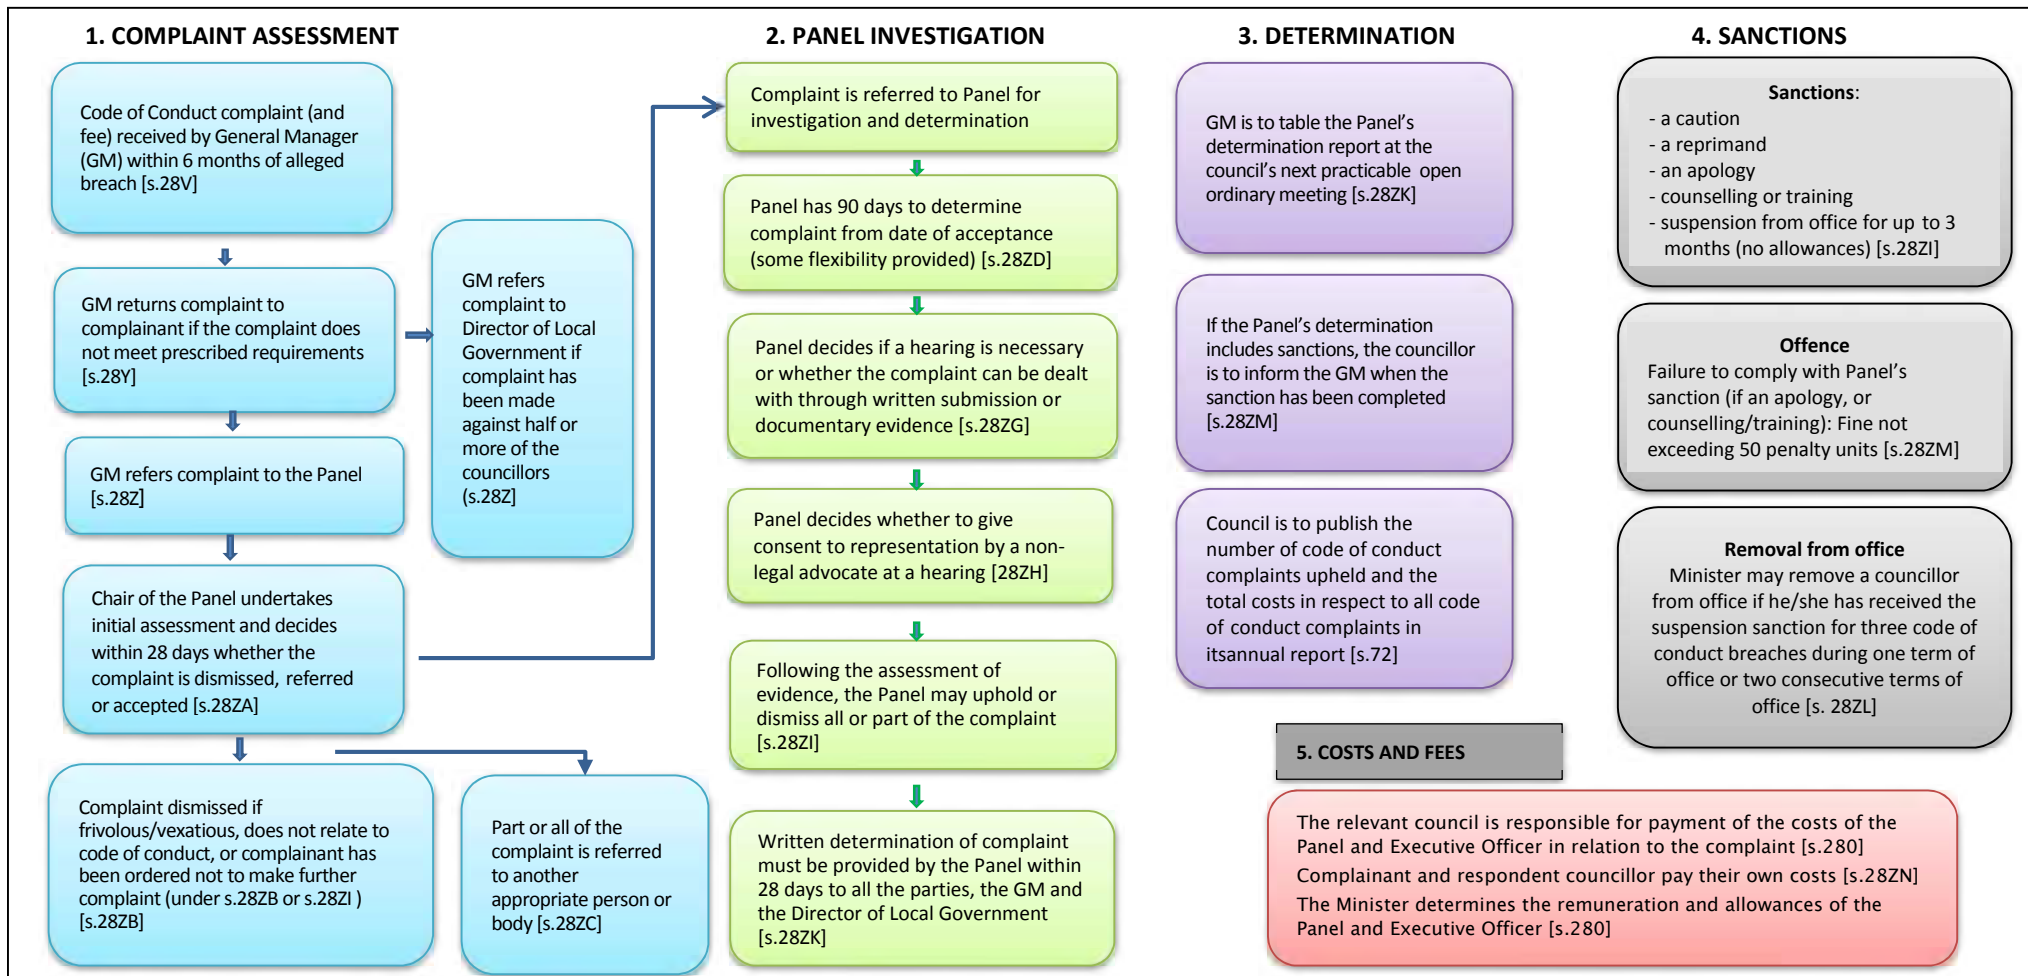 1. COMPLAINT ASSESSMENT
Code of Conduct complaint (and
fee) received by General Manager
(GM) within 6 months of alleged
breach [s.28V]
GM returns complaint to
complainant if the complaint does
not meet prescribed requirements
[s.28Y]
GM refers complaint to the Panel
[s.28Z]
Chair of the Panel undertakes
initial assessment and decides
within 28 days whether the
complaint is dismissed, referred
or accepted [s.28ZA]
Complaint dismissed if
frivolous/vexatious, does not relate to
code of conduct, or complainant has
been ordered not to make further
complaint (under s.28ZB or s.28ZI )
[s.28ZB]
GM refers
complaint to
Director of Local
Government if
complaint has
been made
against half or
more of the
councillors
(s.28Z]
Part or all of the
complaint is referred
to another
appropriate person or
body [s.28ZC]
2. PANEL INVESTIGATION
Complaint is referred to Panel for
investigation and determination
Panel has 90 days to determine
complaint from date of acceptance
(some flexibility provided) [s.28ZD]
Panel decides if a hearing is necessary
or whether the complaint can be dealt
with through written submission or
documentary evidence [s.28ZG]
Panel decides whether to give
consent to representation by a non-
legal advocate at a hearing [28ZH]
Following the assessment of
evidence, the Panel may uphold or
dismiss all or part of the complaint
[s.28ZI]
Written determination of complaint
must be provided by the Panel within
28 days to all the parties, the GM and
the Director of Local Government
[s.28ZK]
3. DETERMINATION
GM is to table the Panel's
determination report at the
council's next practicable open
ordinary meeting [s.28ZK]
If the Panel's determination
includes sanctions, the councillor
is to inform the GM when the
sanction has been completed
[s.28ZM]
Council is to publish the
number of code of conduct
complaints upheld and the
total costs in respect to all code
of conduct complaints in
itsannual report [s.72]
4. SANCTIONS
Sanctions:
- a caution
- a reprimand
- an apology
- counselling or training
- suspension from office for up to 3
months (no allowances) [s.28ZI]
Offence
Failure to comply with Panel's
sanction (if an apology, or
counselling/training): Fine not
exceeding 50 penalty units [s.28ZM]
Removal from office
Minister may remove a councillor
from office if he/she has received the
suspension sanction for three code of
conduct breaches during one term of
office or two consecutive terms of
office [s. 28ZL]
5. COSTS AND FEES
The relevant council is responsible for payment of the costs of the
Panel and Executive Officer in relation to the complaint [s.280]
Complainant and respondent councillor pay their own costs [s.28ZN]
The Minister determines the remuneration and allowances of the
Panel and Executive Officer [s.280]